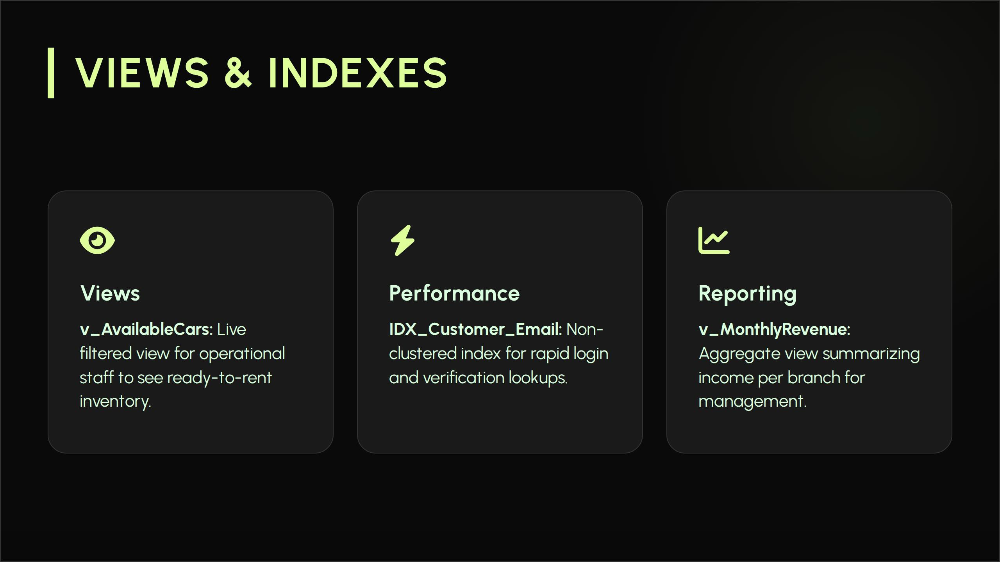 VIEWS & INDEXES
Views
v_AvailableCars: Live
filtered view for operational
staff to see ready-to-rent
inventory.
Performance
IDX_Customer_Email: Non-
clustered index for rapid login
and verification lookups.
Reporting
v_MonthlyRevenue:
Aggregate view summarizing
income per branch for
management.